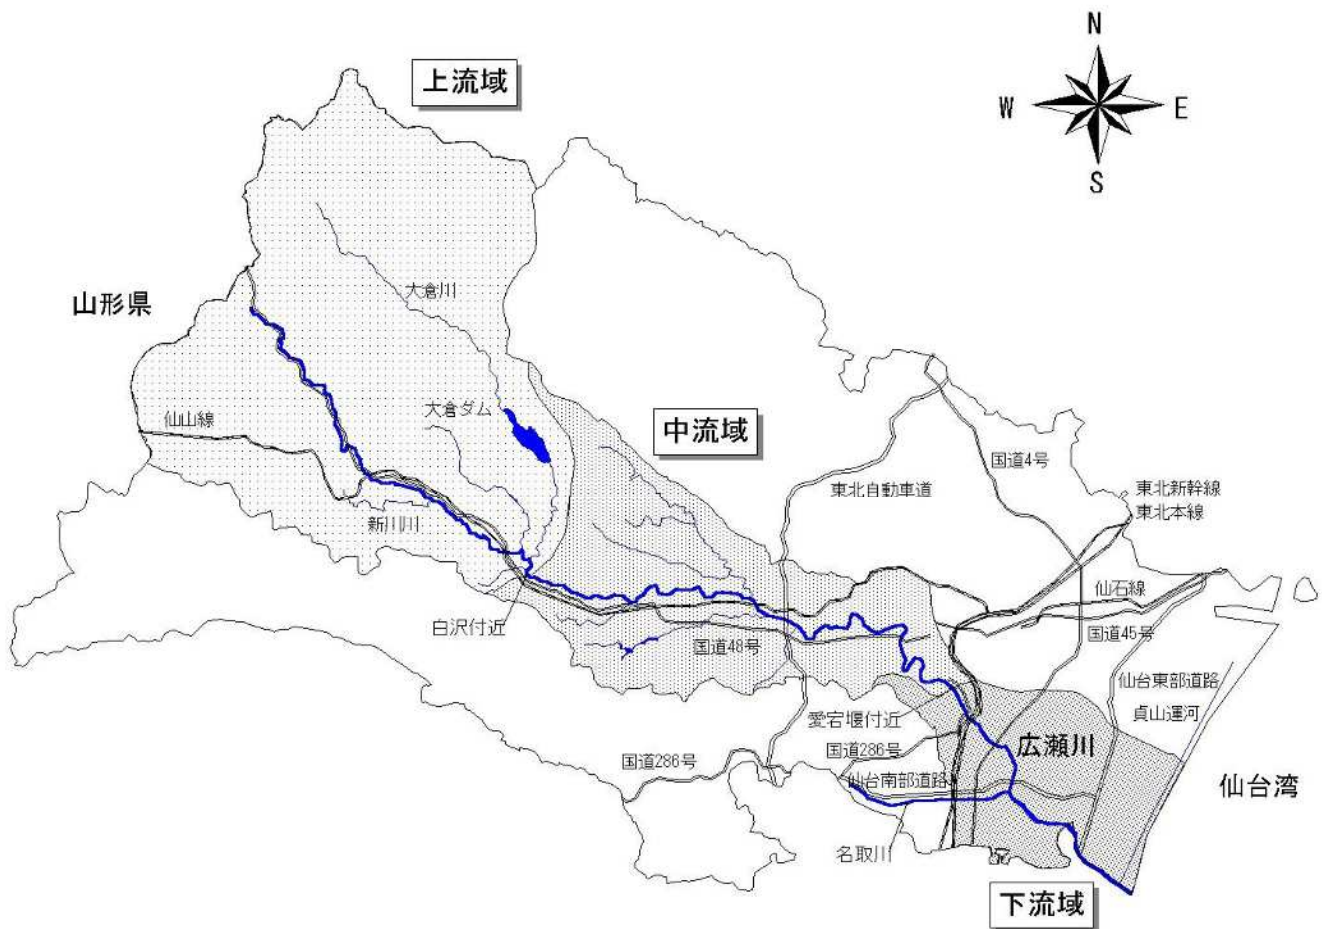 N
上流域
W
E
S
大倉川
山形県
大倉ダム
仙山線
中流域
国道4号
東北自動車道
東北新幹線
東北本線
新川川
仙石線
白沢付近
国道48号
国道45号
仙台東部道路
愛宕堰付近
貞山運河
広瀬川
国道286号
国道286号
仙台南部道路
仙台湾
名取川
下流域